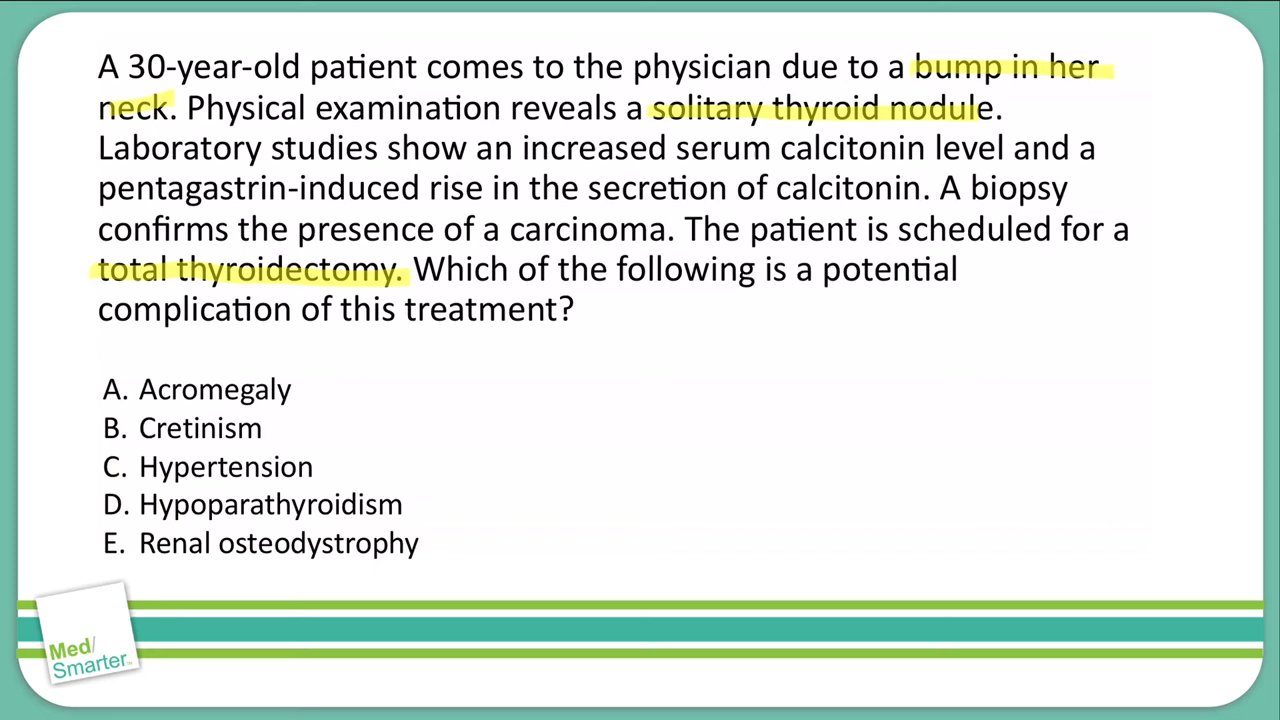 A 30-year-old patient comes to the physician due to a bump in her
neck. Physical examination reveals a solitary thyroid nodule.
Laboratory studies show an increased serum calcitonin level and a
pentagastrin-induced rise in the secretion of calcitonin. A biopsy
confirms the presence of a carcinoma. The patient is scheduled for a
total thyroidectomy. Which of the following is a potential
complication of this treatment?
A. Acromegaly
B. Cretinism
C. Hypertension
D. Hypoparathyroidism
E. Renal osteodystrophy
Med/
Smarter™